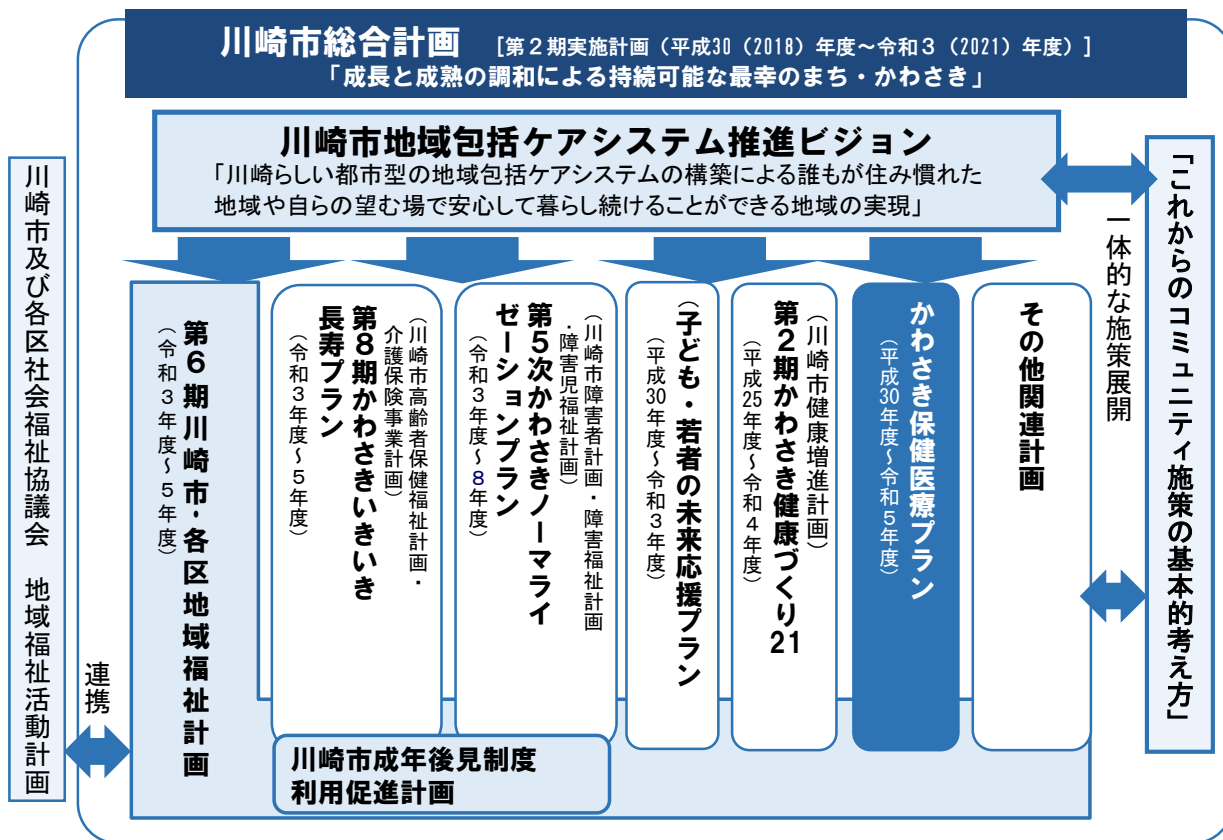 川崎市総合計画 [第２期実施計画（平成30（2018）年度～令和３（2021）年度）]
「成長と成熟の調和による持続可能な最幸のまち・かわさき」
川崎市地域包括ケアシステム推進ビジョン
「川崎らしい都市型の地域包括ケアシステムの構築による誰もが住み慣れた
地域や自らの望む場で安心して暮らし続けることができる地域の実現」
「これからのコミュニティ施策の基本的考え方」
一体的な施策展開
その他関連計画
かわさき保健医療プラン
（平成30年度～令和５年度）
（川崎市健康増進計画）
第２期かわさき健康づくり21
（平成25年度～令和４年度）
子ども・若者の未来応援プラン
（平成30年度～令和３年度）
（川崎市障害者計画・障害福祉計画
・障害児福祉計画）
第５次かわさきノーマライ
ゼーションプラン
（令和３年度～８年度）
（川崎市高齢者保健福祉計画・
介護保険事業計画）
第８期かわさきいきいき
長寿プラン
（令和３年度～５年度）
第６期川崎市・各区地域福祉計画
（令和３年度～５年度）
川崎市成年後見制度
利用促進計画
連携
川崎市及び各区社会福祉協議会　地域福祉活動計画